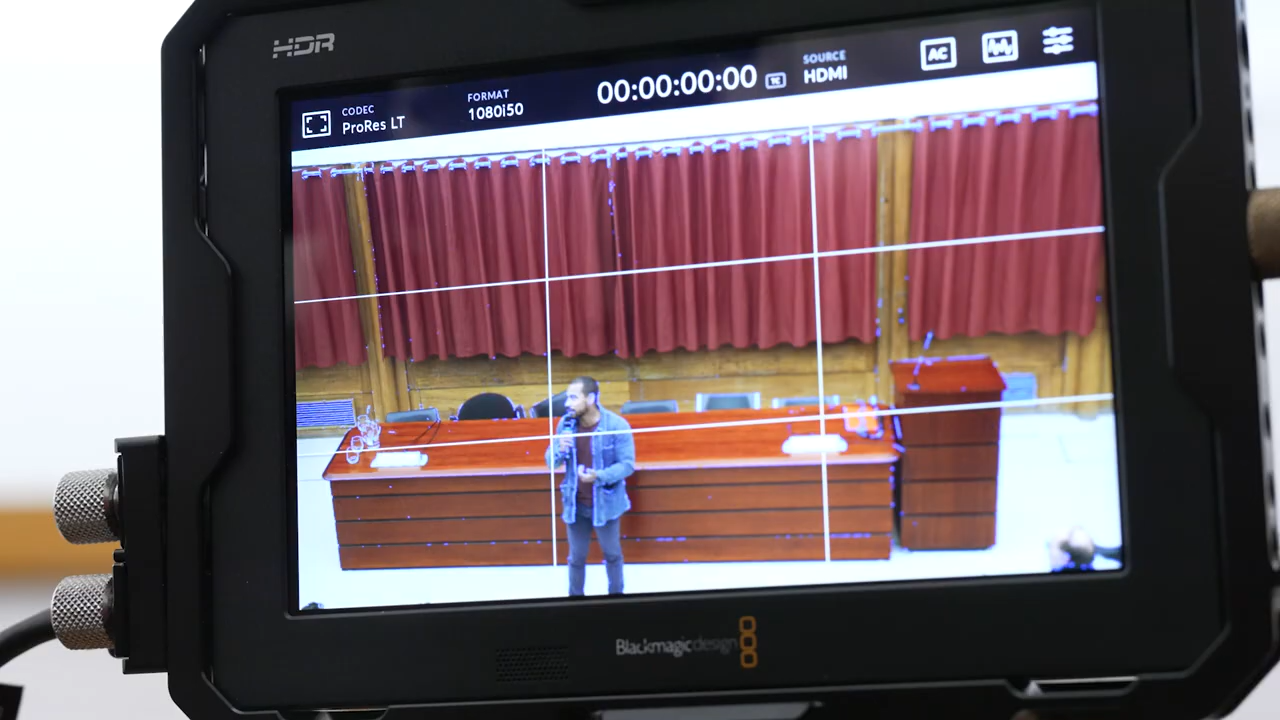 HDR
CODEC
ProRes LT
FORMAT
1080i50
00:00:00:00
TC
SOURCE
HDMI
AC
Blackmagicdesign